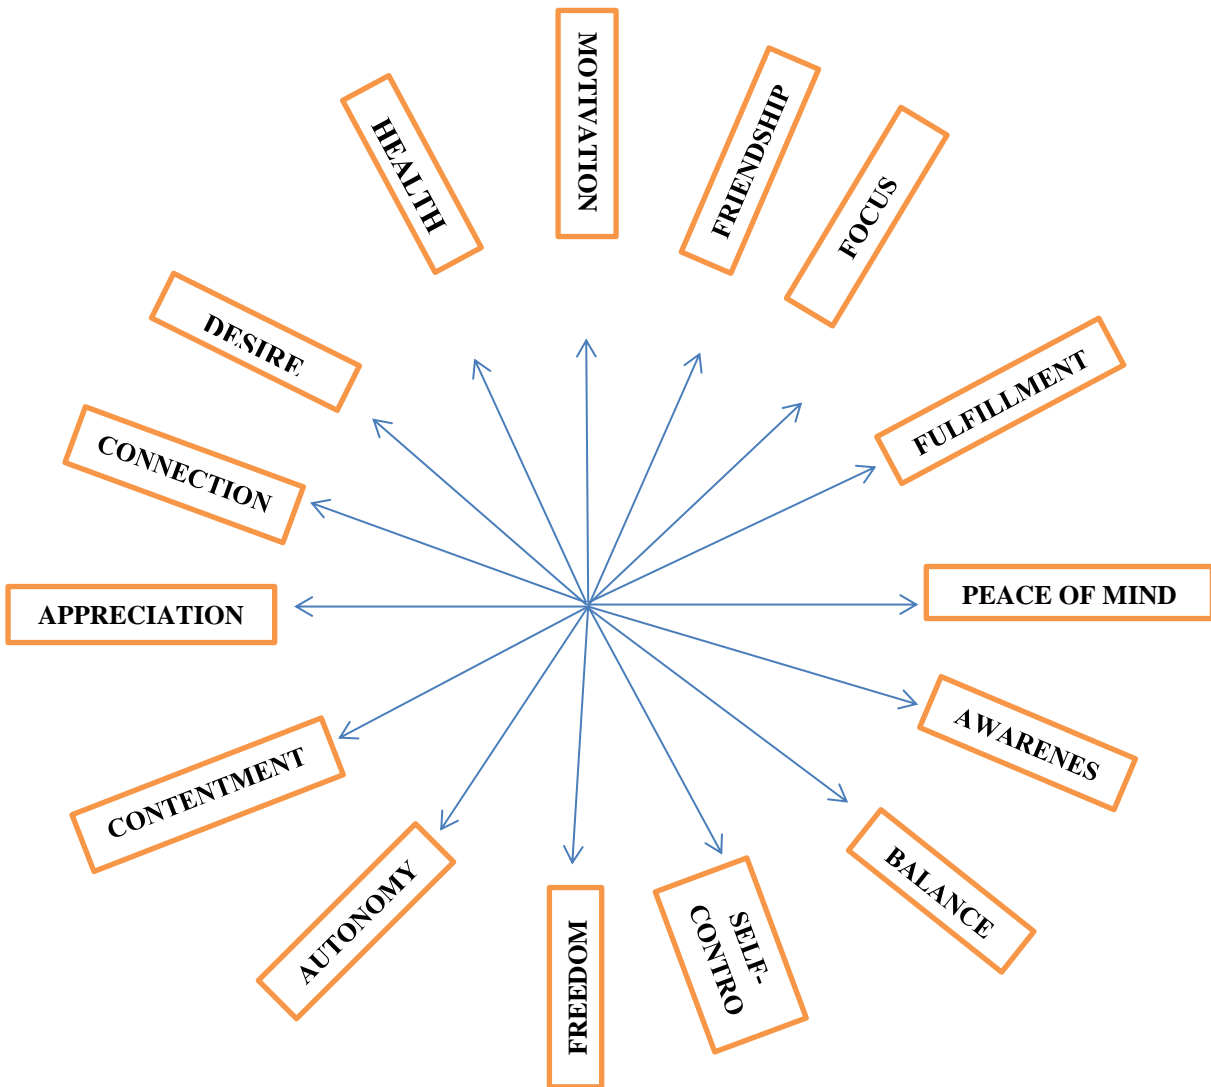 MOTIVATION
FRIENDSHIP
FOCUS
FULFILLMENT
PEACE OF MIND
AWARENES
BALANCE
SELF-
CONTRO
FREEDOM
AUTONOMY
CONTENTMENT
APPRECIATION
CONNECTION
DESIRE
HEALTH